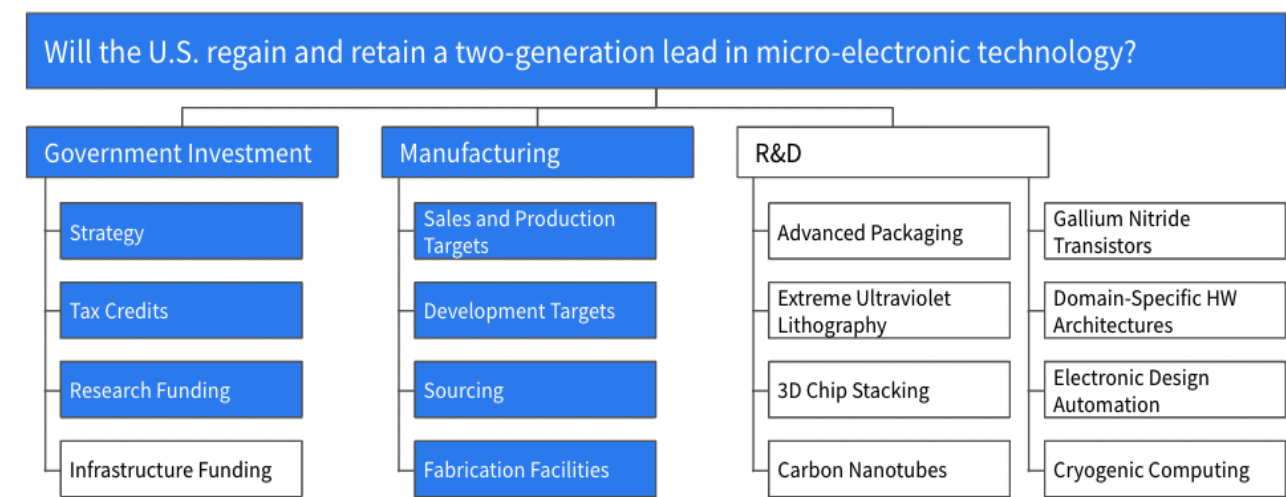 Will the U.S. regain and retain a two-generation lead in micro-electronic technology?
Government Investment
Strategy
Tax Credits
Research Funding
Infrastructure Funding
Manufacturing
Sales and Production
Targets
Development Targets
Sourcing
Fabrication Facilities
R&D
Advanced Packaging
Extreme Ultraviolet
Lithography
3D Chip Stacking
Carbon Nanotubes
Gallium Nitride
Transistors
Domain-Specific HW
Architectures
Electronic Design
Automation
Cryogenic Computing